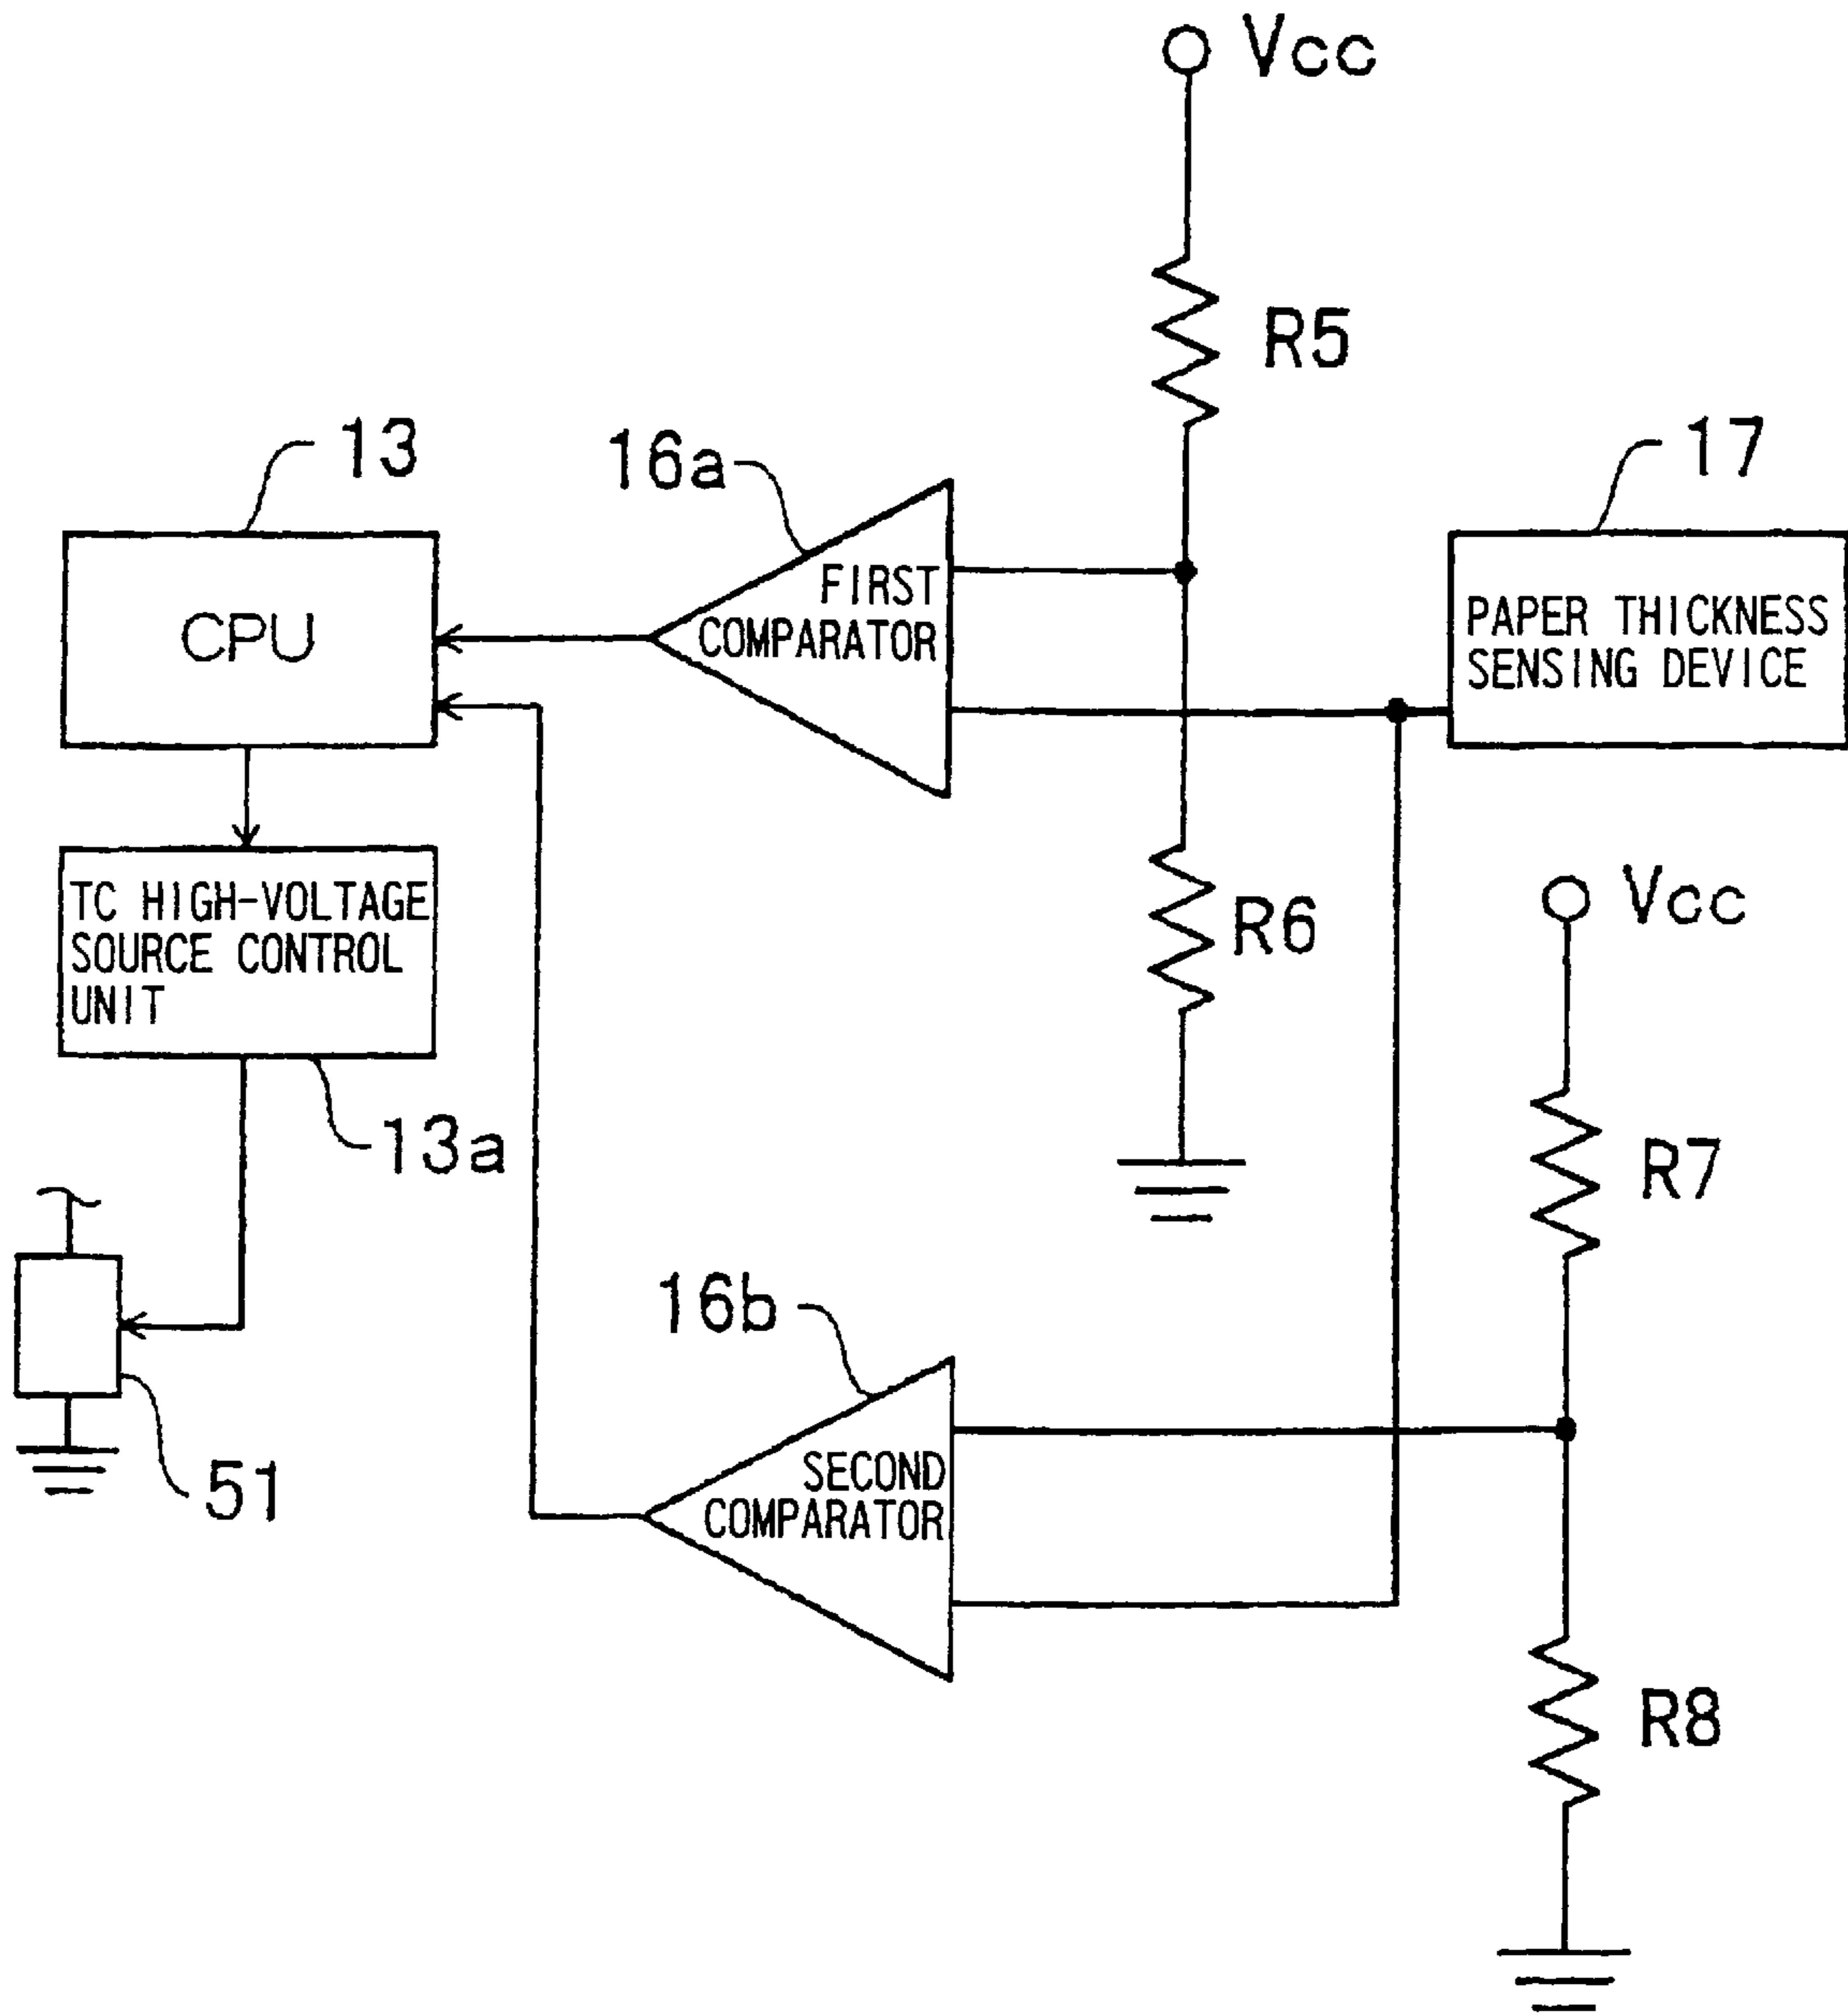 Vcc
R5
13
16a
17
CPU
FIRST
COMPARATOR
PAPER THICKNESS
SENSING DEVICE
TC HIGH-VOLTAGE
SOURCE CONTROL
UNIT
R6
Vcc
13a
R7
16b
51
SECOND
COMPARATOR
R8